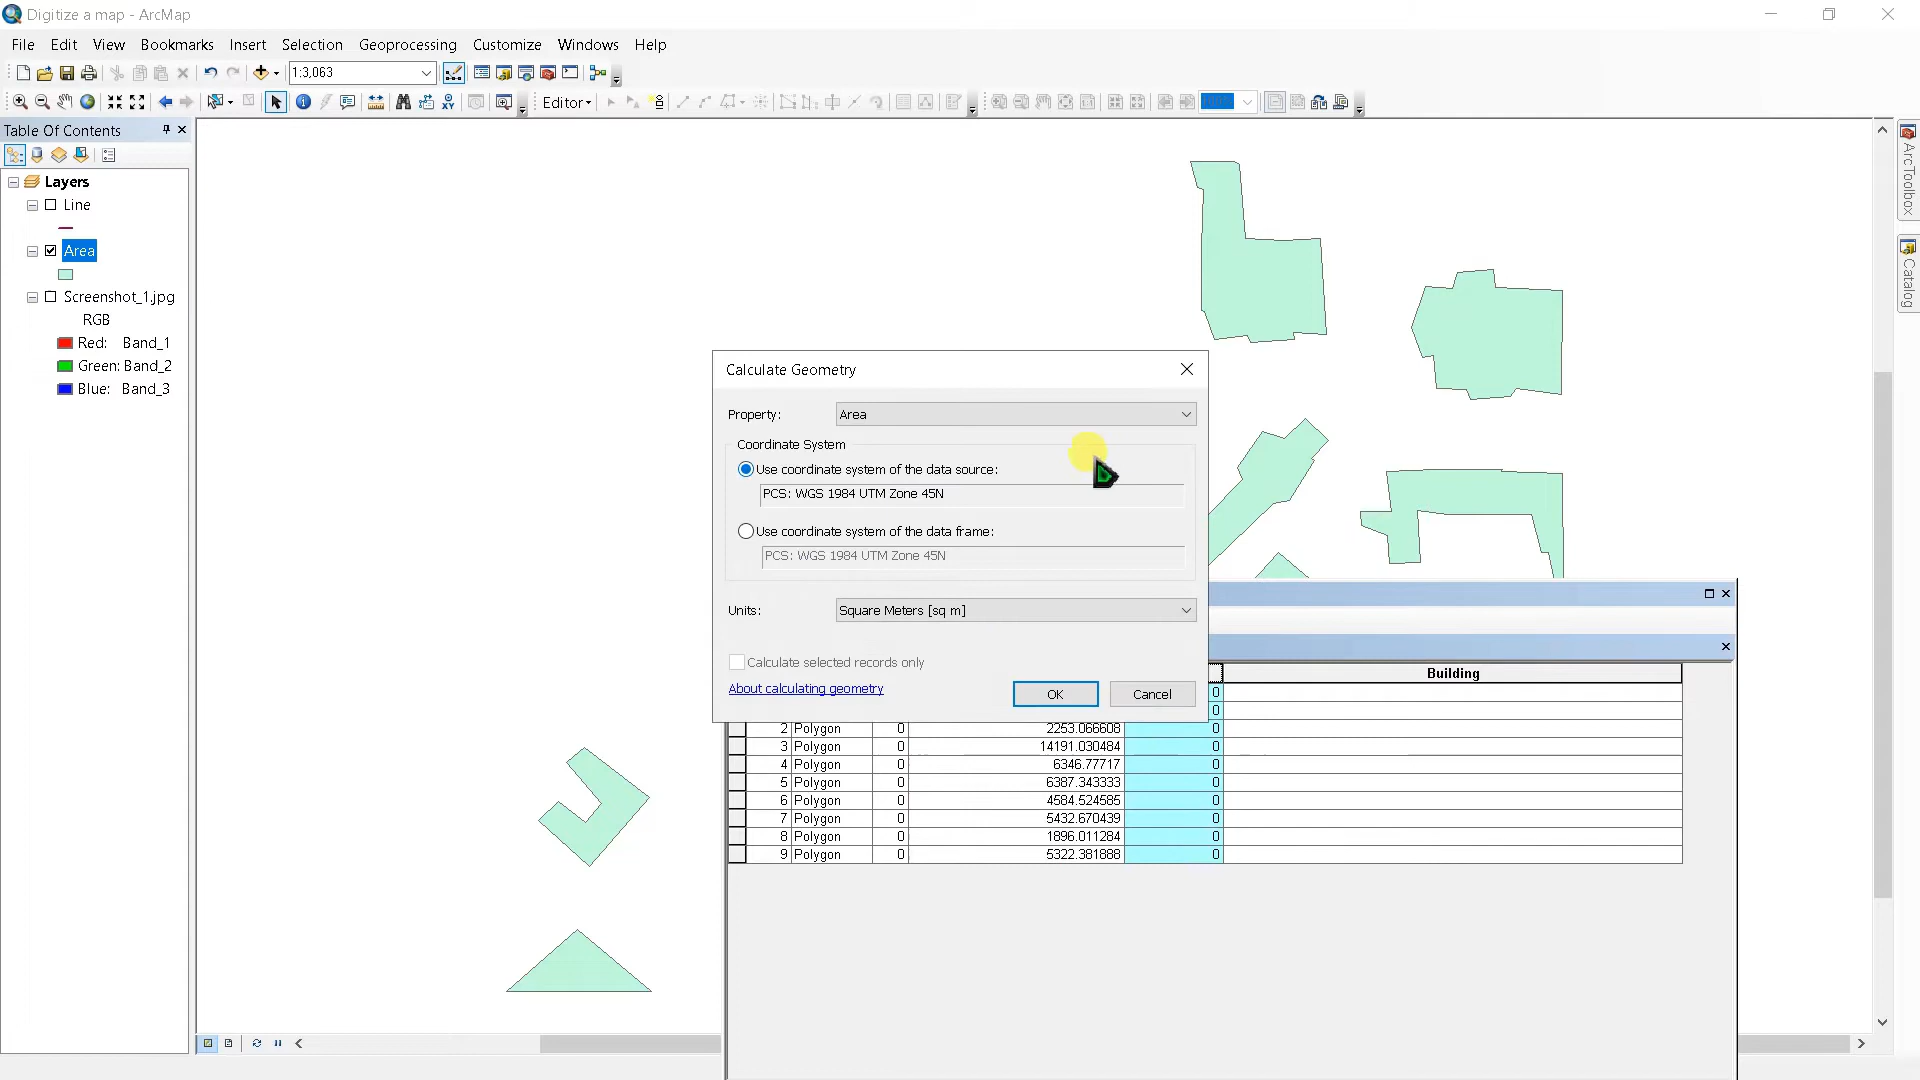 Digitize a map - ArcMap
File Edit View Bookmarks Insert Selection Geoprocessing Customize Windows Help
1:3,063
Editor
100%
Table Of Contents
Layers
Line
Area
Screenshot_1.jpg
RGB
Red: Band_1
Green: Band_2
Blue: Band_3
ArcToolbox
Catalog
Calculate Geometry
Property: Area
Coordinate System
Use coordinate system of the data source:
PCS: WGS 1984 UTM Zone 45N
Use coordinate system of the data frame:
PCS: WGS 1984 UTM Zone 45N
Units: Square Meters [sq m]
Calculate selected records only
About calculating geometry
OK Cancel
Building
0
0
2 Polygon 0 2253.066608 0
3 Polygon 0 14191.030484 0
4 Polygon 0 6346.77717 0
5 Polygon 0 6387.343333 0
6 Polygon 0 4584.524585 0
7 Polygon 0 5432.670439 0
8 Polygon 0 1896.011284 0
9 Polygon 0 5322.381888 0